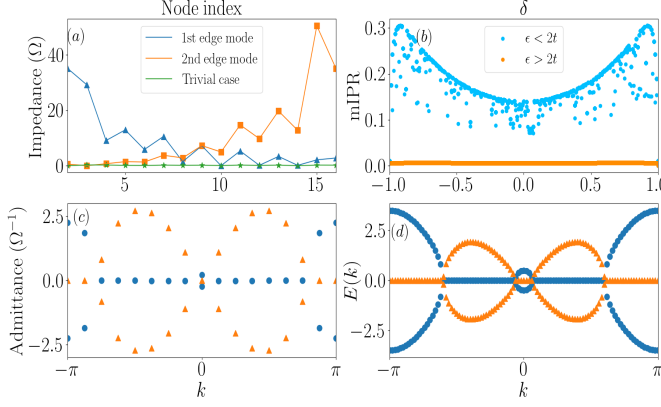 Node index
δ
(a)
1st edge mode
2nd edge mode
Trivial case
Impedance (Ω)
40
20
0
5
10
15
(b)
ϵ < 2t
ϵ > 2t
mIPR
0.3
0.2
0.1
0.0
−1.0
−0.5
0.0
0.5
1.0
(c)
Admittance (Ω⁻¹)
2.5
0.0
−2.5
−π
0
π
k
(d)
E(k)
2.5
0.0
−2.5
−π
0
π
k